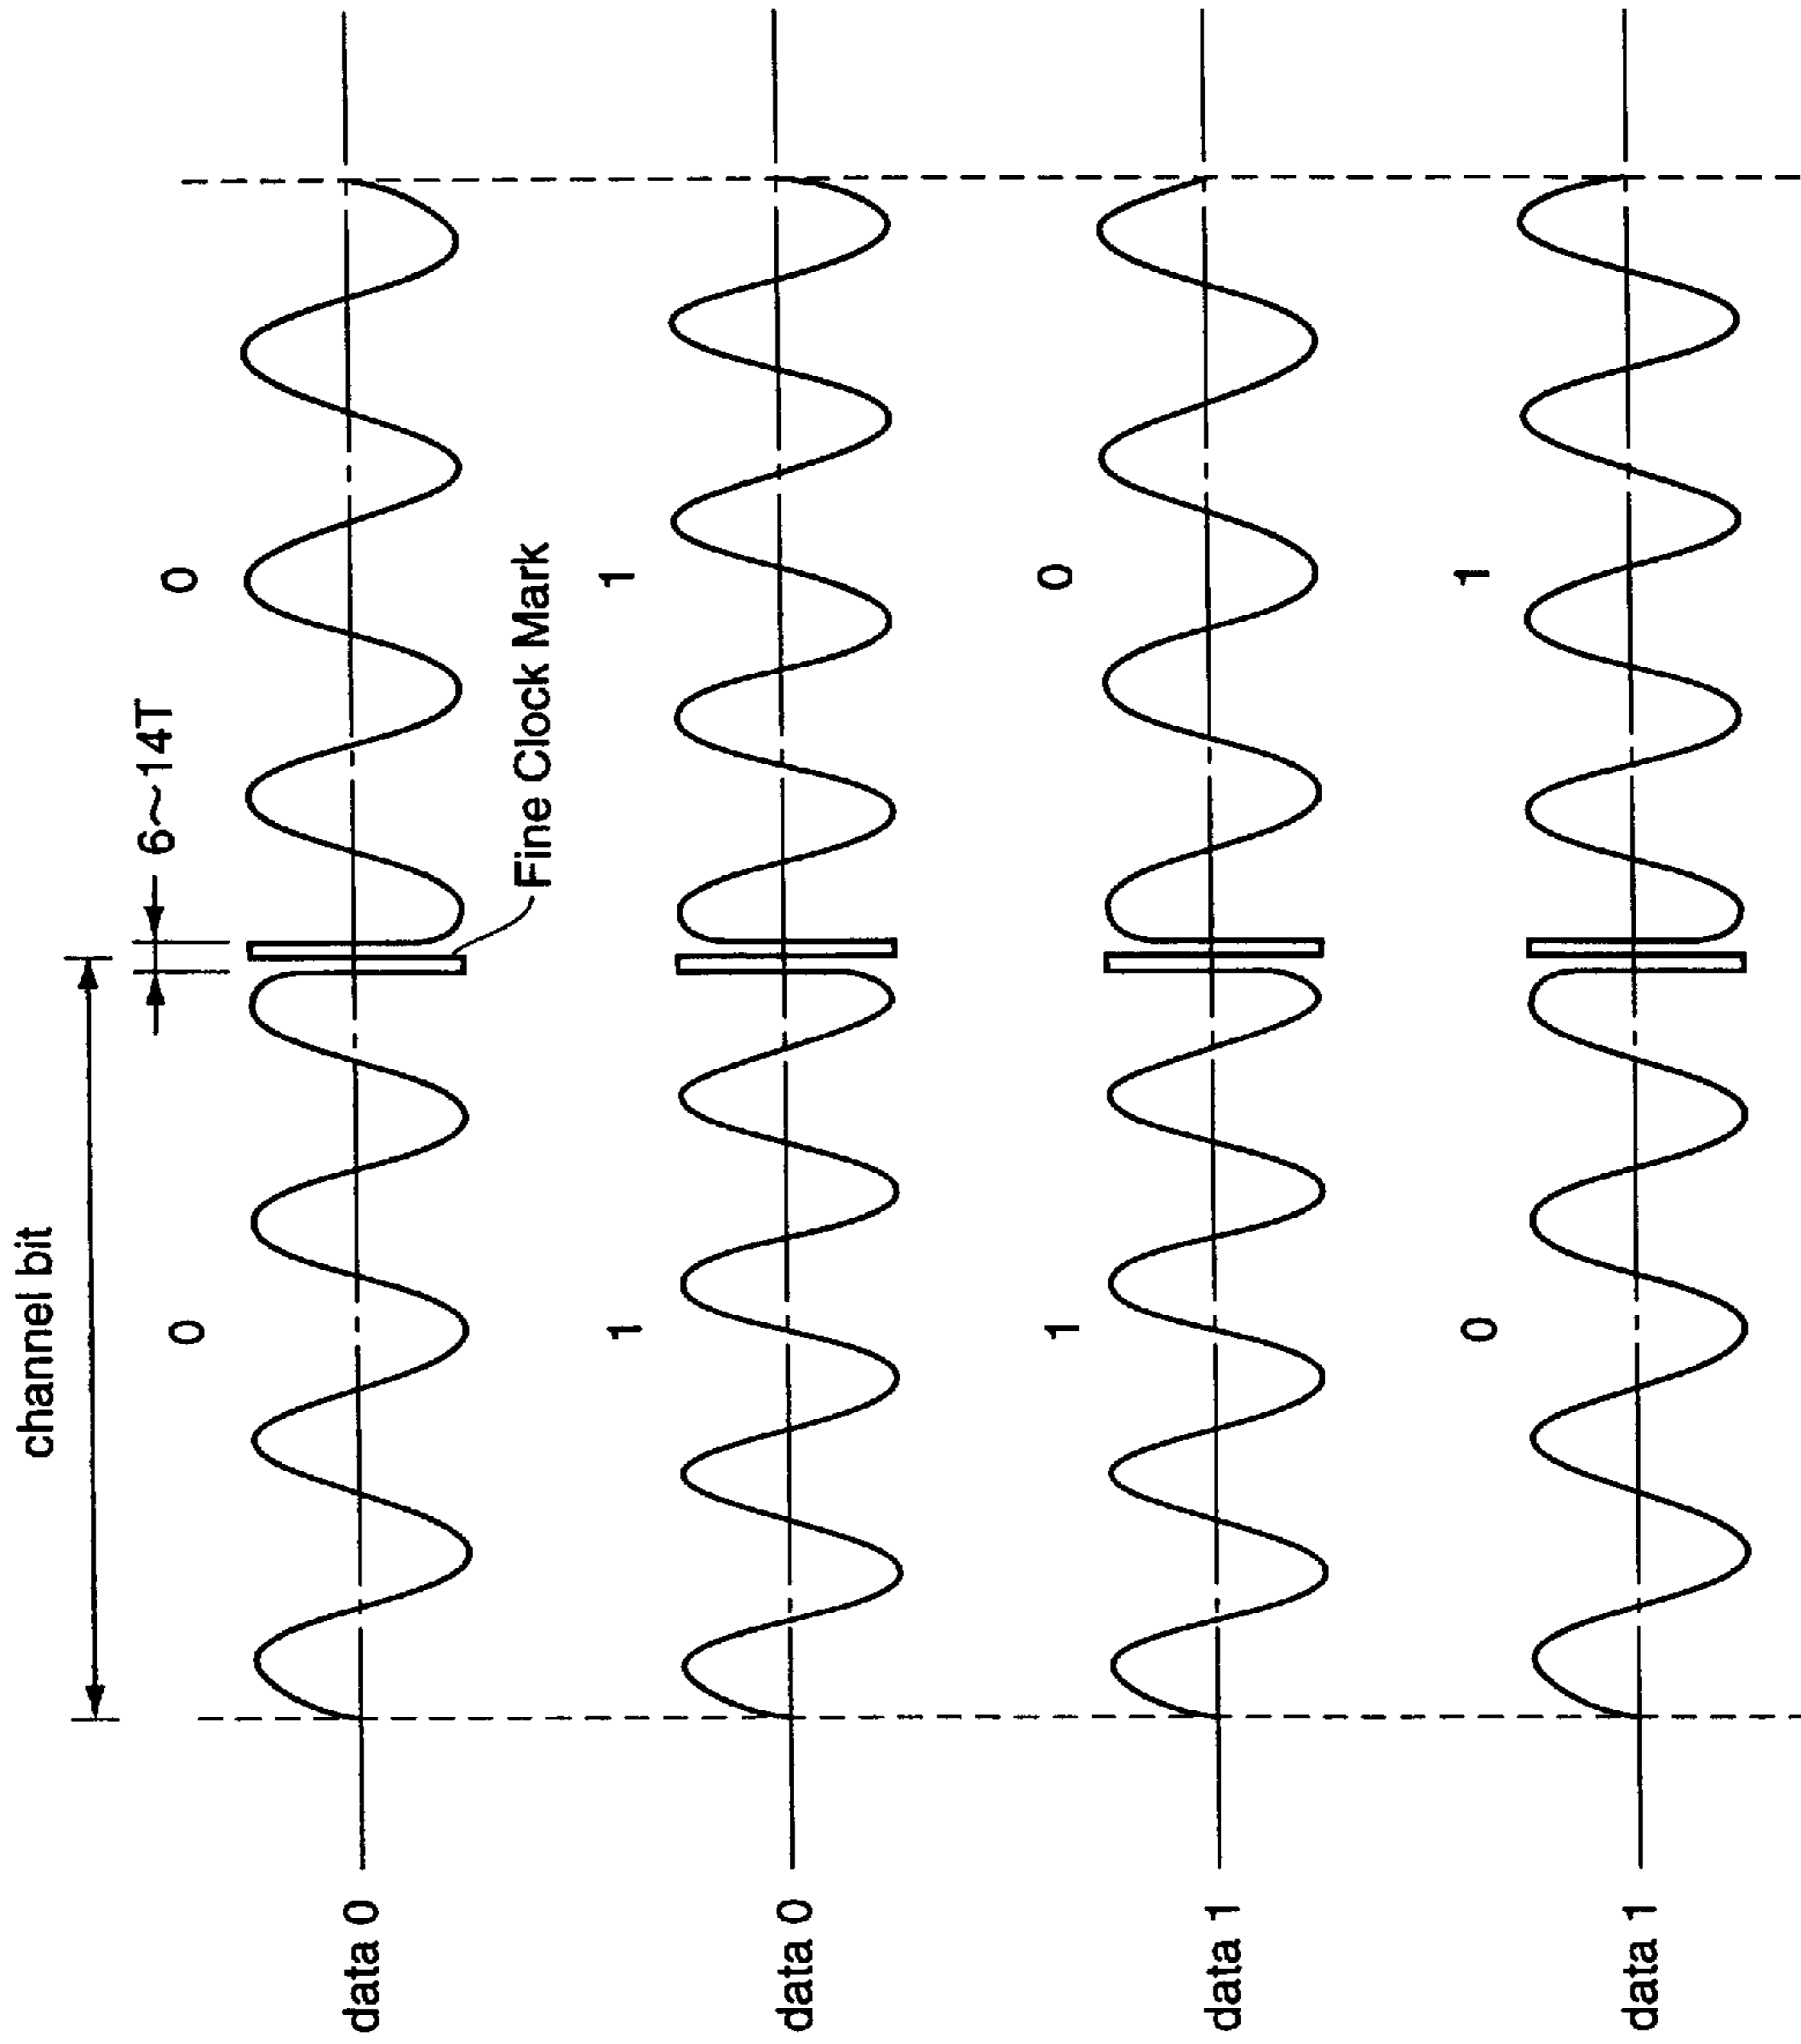 channel bit
6~14T
0 0
Fine Clock Mark
data 0
1 1
data 0
1 0
data 1
0 1
data 1